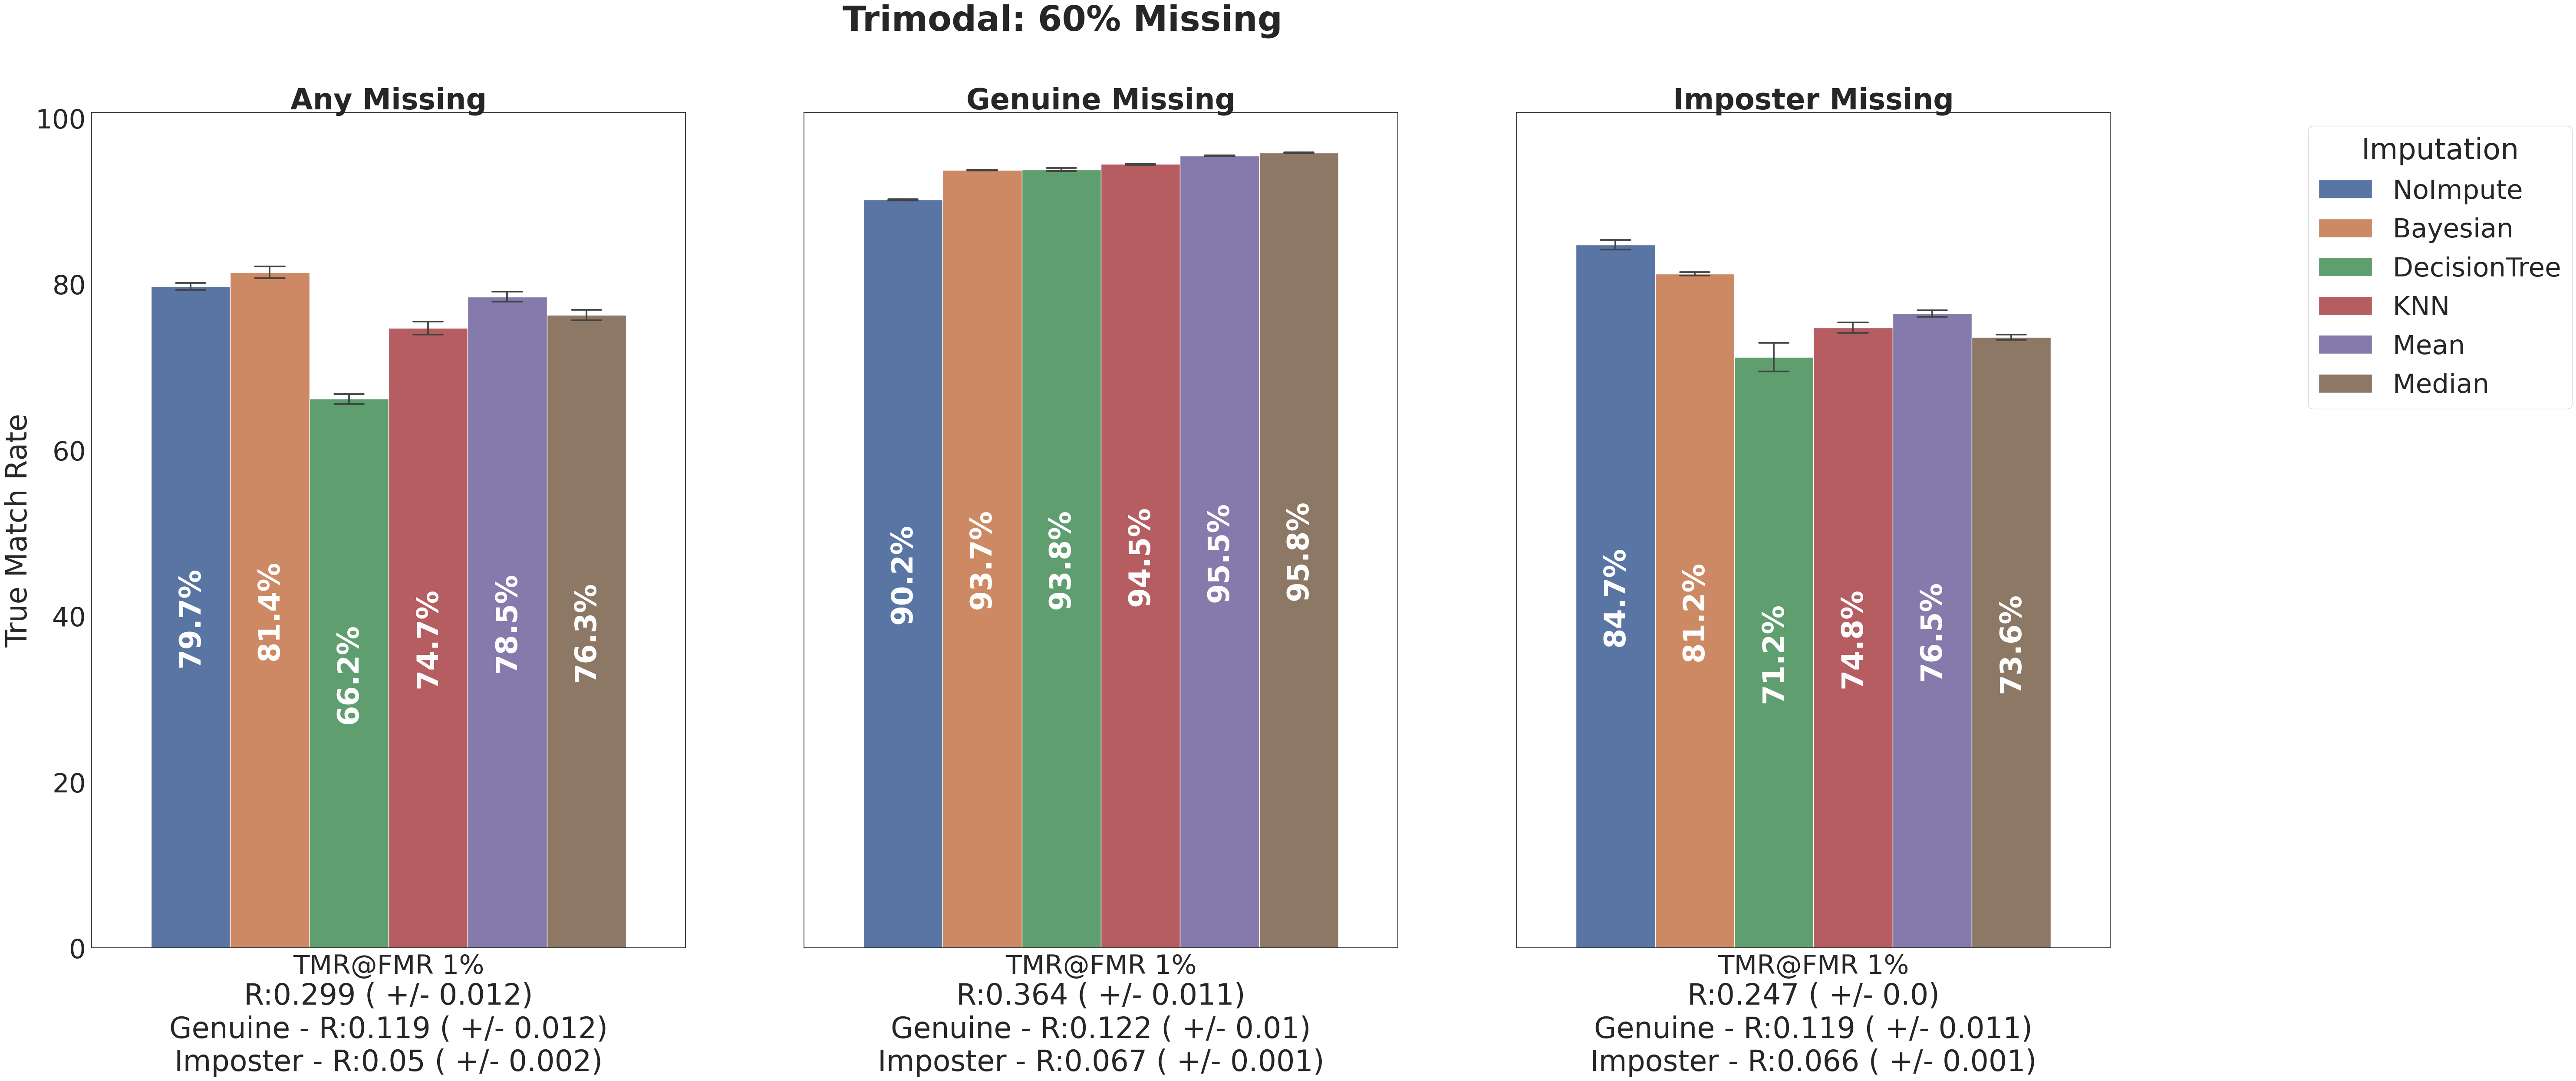 Trimodal: 60% Missing
Any Missing
Genuine Missing
Imposter Missing
True Match Rate
100
80
60
40
20
0
79.7%
81.4%
66.2%
74.7%
78.5%
76.3%
90.2%
93.7%
93.8%
94.5%
95.5%
95.8%
84.7%
81.2%
71.2%
74.8%
76.5%
73.6%
TMR@FMR 1%
R:0.299 ( +/- 0.012)
Genuine - R:0.119 ( +/- 0.012)
Imposter - R:0.05 ( +/- 0.002)
TMR@FMR 1%
R:0.364 ( +/- 0.011)
Genuine - R:0.122 ( +/- 0.01)
Imposter - R:0.067 ( +/- 0.001)
TMR@FMR 1%
R:0.247 ( +/- 0.0)
Genuine - R:0.119 ( +/- 0.011)
Imposter - R:0.066 ( +/- 0.001)
Imputation
NoImpute
Bayesian
DecisionTree
KNN
Mean
Median